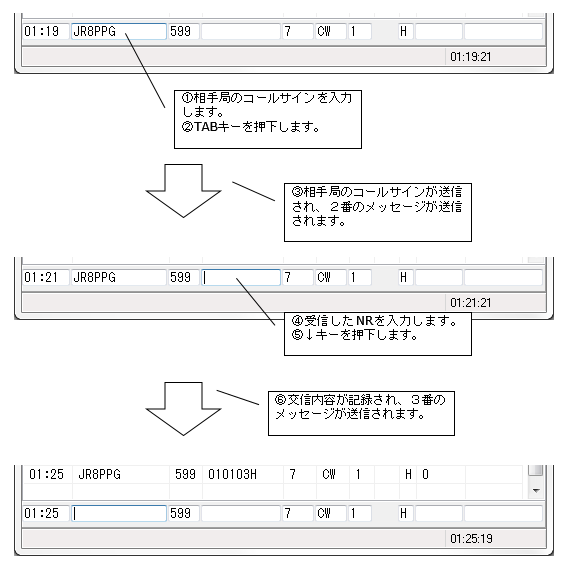 01:19 JR8PPG 599 7 CW 1 H
01:19:21
①相手局のコールサインを入力
します。
②TABキーを押下します。
③相手局のコールサインが送信
され、２番のメッセージが送信
されます。
01:21 JR8PPG 599 7 CW 1 H
01:21:21
④受信したNRを入力します。
⑤↓キーを押下します。
⑥交信内容が記録され、３番の
メッセージが送信されます。
01:25 JR8PPG 599 010103H 7 CW 1 H 0
01:25 599 7 CW 1 H
01:25:19